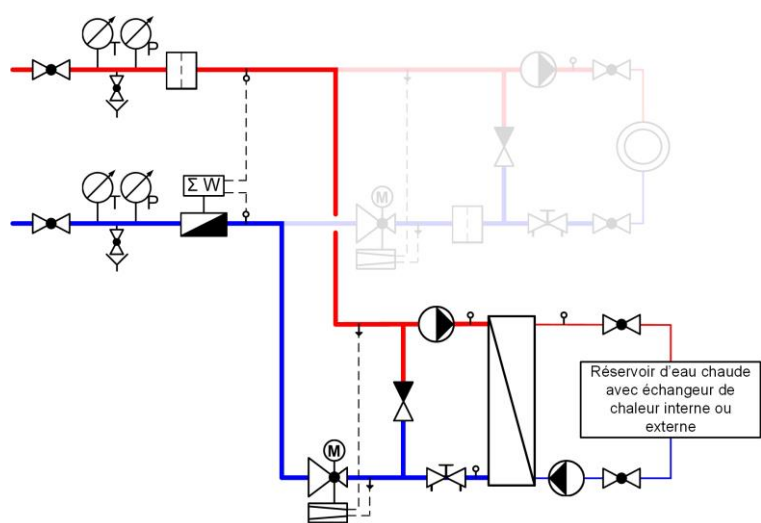 T
P
T
P
Σ W
M
M
Réservoir d'eau chaude
avec échangeur de
chaleur interne ou
externe